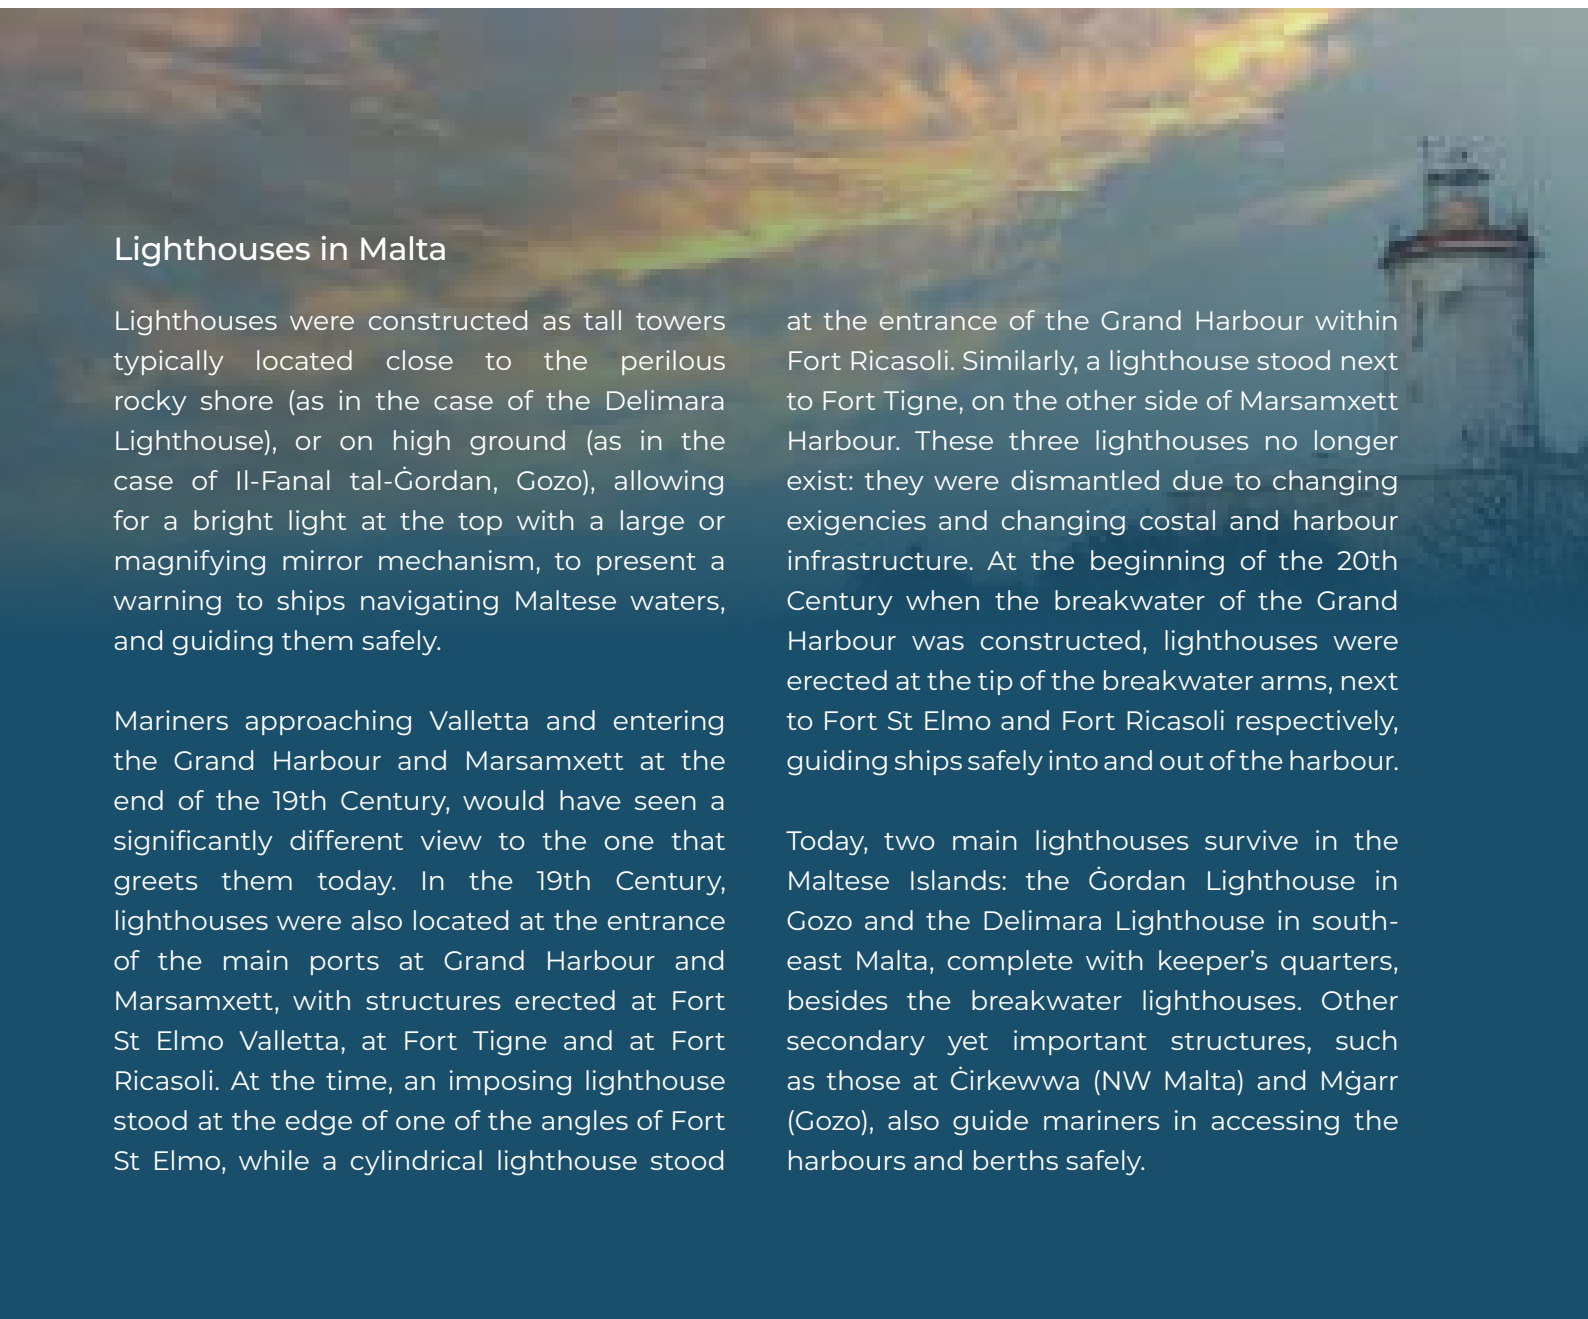 Lighthouses in Malta
Lighthouses were constructed as tall towers
typically located close to the perilous
rocky shore (as in the case of the Delimara
Lighthouse), or on high ground (as in the
case of Il-Fanal tal-Ġordan, Gozo), allowing
for a bright light at the top with a large or
magnifying mirror mechanism, to present a
warning to ships navigating Maltese waters,
and guiding them safely.
Mariners approaching Valletta and entering
the Grand Harbour and Marsamxett at the
end of the 19th Century, would have seen a
significantly different view to the one that
greets them today. In the 19th Century,
lighthouses were also located at the entrance
of the main ports at Grand Harbour and
Marsamxett, with structures erected at Fort
St Elmo Valletta, at Fort Tigne and at Fort
Ricasoli. At the time, an imposing lighthouse
stood at the edge of one of the angles of Fort
St Elmo, while a cylindrical lighthouse stood
at the entrance of the Grand Harbour within
Fort Ricasoli. Similarly, a lighthouse stood next
to Fort Tigne, on the other side of Marsamxett
Harbour. These three lighthouses no longer
exist: they were dismantled due to changing
exigencies and changing costal and harbour
infrastructure. At the beginning of the 20th
Century when the breakwater of the Grand
Harbour was constructed, lighthouses were
erected at the tip of the breakwater arms, next
to Fort St Elmo and Fort Ricasoli respectively,
guiding ships safely into and out of the harbour.
Today, two main lighthouses survive in the
Maltese Islands: the Ġordan Lighthouse in
Gozo and the Delimara Lighthouse in south-
east Malta, complete with keeper’s quarters,
besides the breakwater lighthouses. Other
secondary yet important structures, such
as those at Ċirkewwa (NW Malta) and Mġarr
(Gozo), also guide mariners in accessing the
harbours and berths safely.